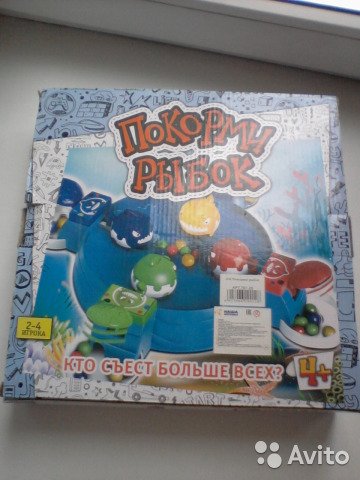 ПОКОРМИ
РЫБОК
2-4
ИГРОКА
КТО СЪЕСТ БОЛЬШЕ ВСЕХ?
4+
Avito